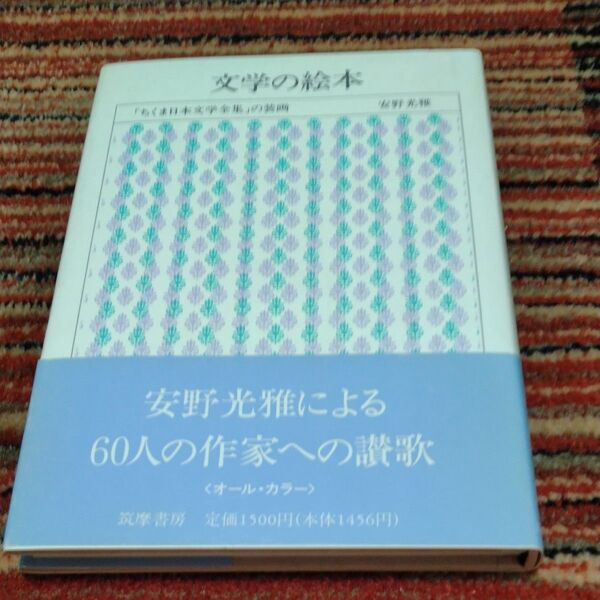 文学の絵本
「ちくま日本文学全集」の装画 安野光雅
安野光雅による
60人の作家への讃歌
〈オール・カラー〉
筑摩書房 定価1500円(本体1456円)